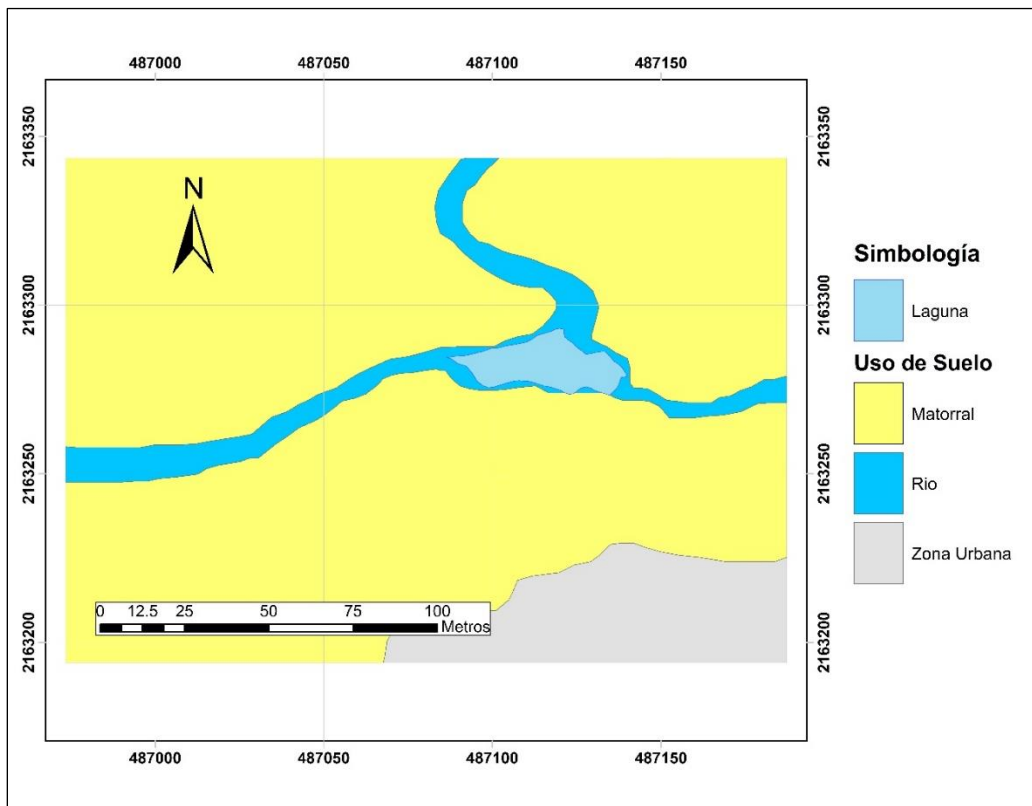 487000 487050 487100 487150
2163350 2163350
N
Simbología
Laguna
2163300 2163300
Uso de Suelo
Matorral
Rio
2163250 2163250
Zona Urbana
0 12.5 25 50 75 100
Metros
2163200 2163200
487000 487050 487100 487150